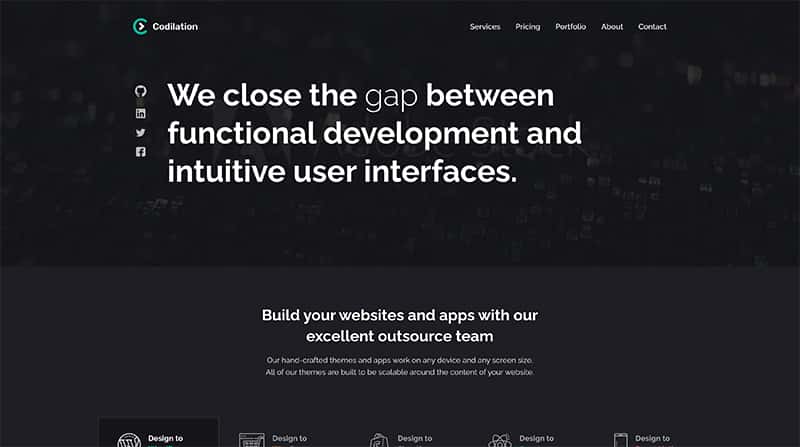 Codilation
Services
Pricing
Portfolio
About
Contact
We close the gap between
functional development and
intuitive user interfaces.
Build your websites and apps with our
excellent outsource team
Our hand-crafted themes and apps work on any device and any screen size.
All of our themes are built to be scalable around the content of your website.
Design to
Design to
Design to
Design to
Design to